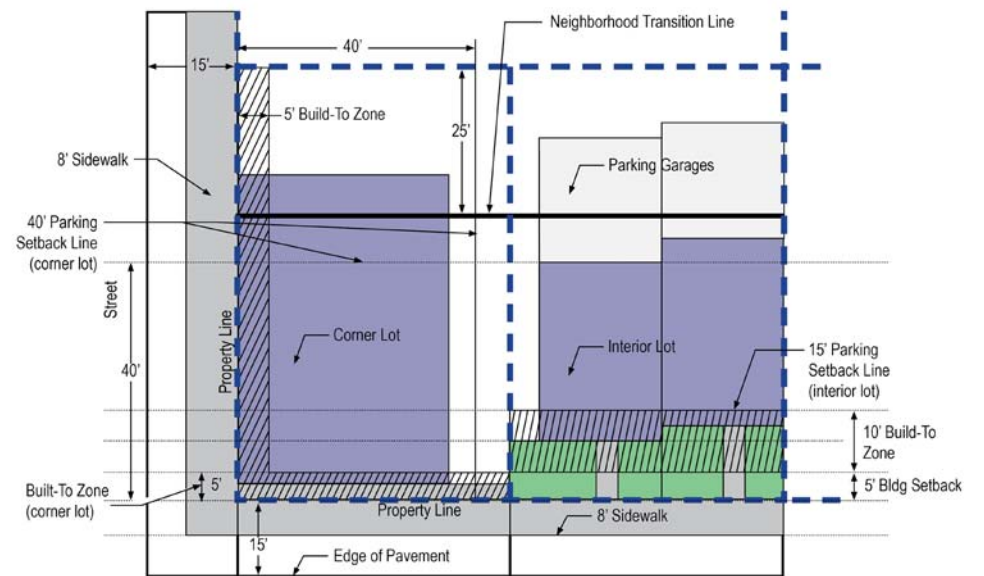 Neighborhood Transition Line
40’
15’
5’ Build-To Zone
25’
8’ Sidewalk
Parking Garages
40’ Parking
Setback Line
(corner lot)
Street
Property Line
Corner Lot
Interior Lot
15’ Parking
Setback Line
(interior lot)
40’
10’ Build-To
Zone
5’
5’ Bldg Setback
Built-To Zone
(corner lot)
Property Line
8’ Sidewalk
15’
Edge of Pavement